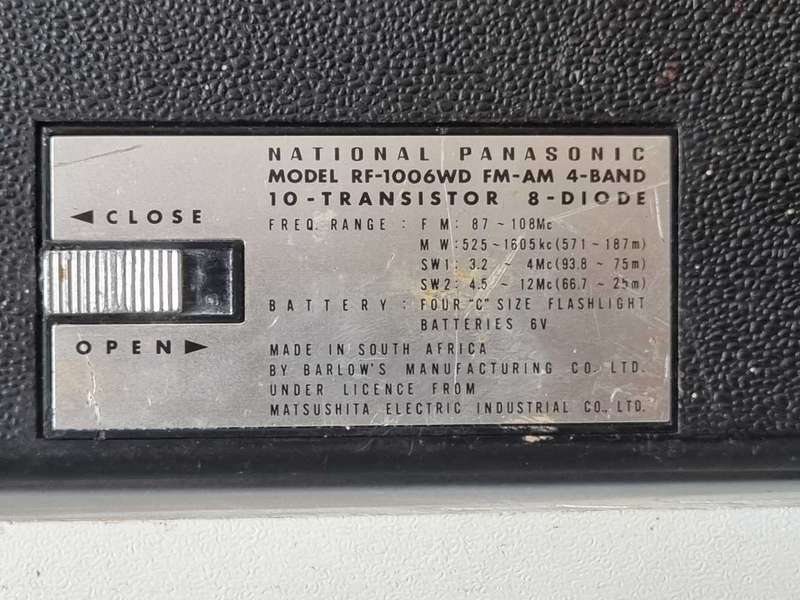 NATIONAL PANASONIC
MODEL RF-1006WD FM-AM 4-BAND
10-TRANSISTOR 8-DIODE
FREQ. RANGE : FM: 87 ~ 108Mc
MW: 525~1605kc(571~187m)
SW1: 3.2 ~ 4Mc(93.8 ~ 75m)
SW2: 4.5 ~ 12Mc(66.7 ~ 25m)
BATTERY : FOUR "C" SIZE FLASHLIGHT
BATTERIES 6V
MADE IN SOUTH AFRICA
BY BARLOW'S MANUFACTURING CO. LTD.
UNDER LICENCE FROM
MATSUSHITA ELECTRIC INDUSTRIAL CO., LTD.
◄CLOSE
OPEN►